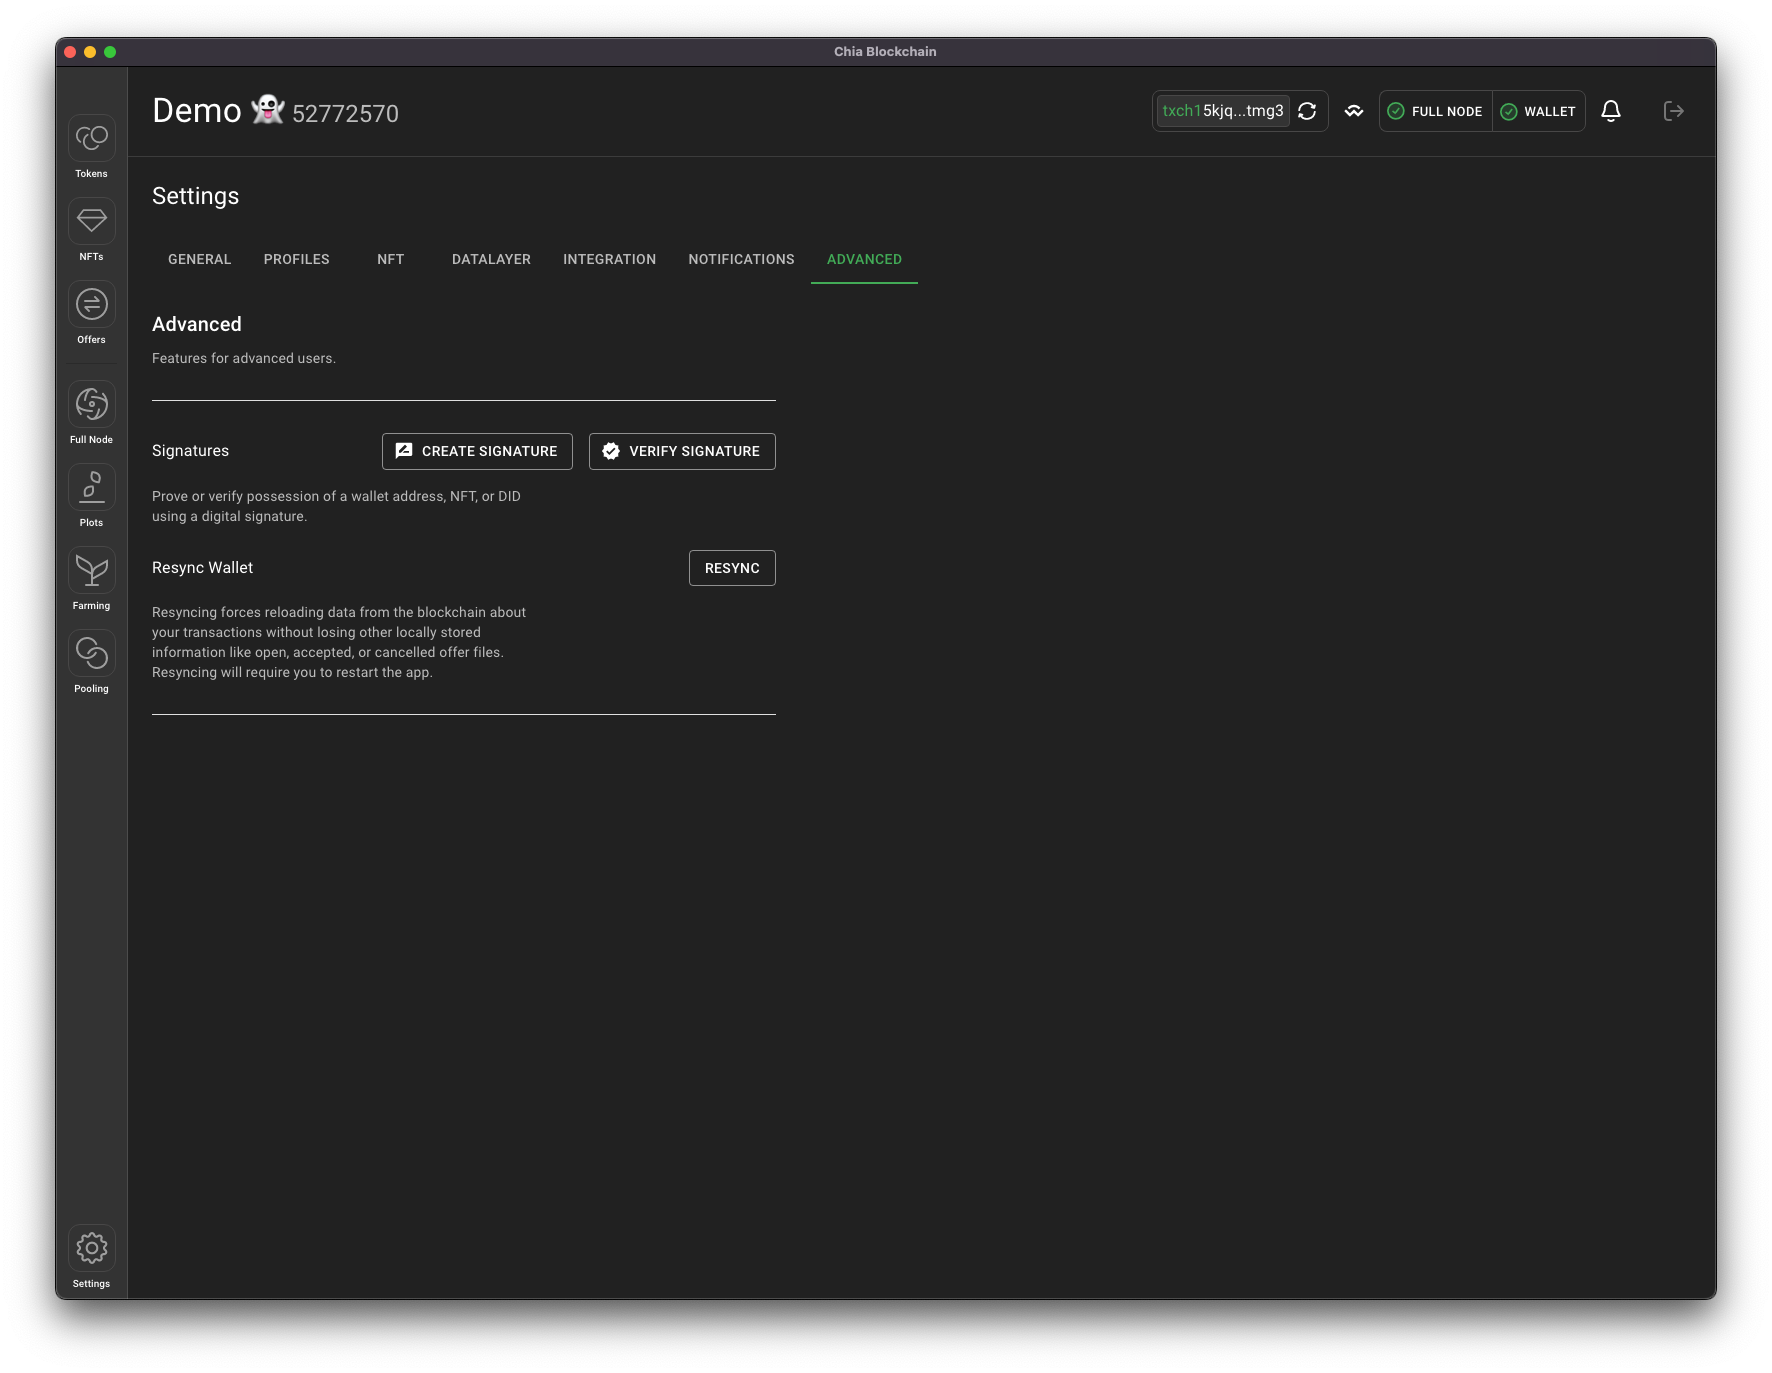 Chia Blockchain
Demo 👻 52772570
txch15kjq...tmg3
FULL NODE
WALLET
Tokens
NFTs
Offers
Full Node
Plots
Farming
Pooling
Settings
Settings
GENERAL PROFILES NFT DATALAYER INTEGRATION NOTIFICATIONS ADVANCED
Advanced
Features for advanced users.
Signatures
CREATE SIGNATURE
VERIFY SIGNATURE
Prove or verify possession of a wallet address, NFT, or DID
using a digital signature.
Resync Wallet
RESYNC
Resyncing forces reloading data from the blockchain about
your transactions without losing other locally stored
information like open, accepted, or cancelled offer files.
Resyncing will require you to restart the app.